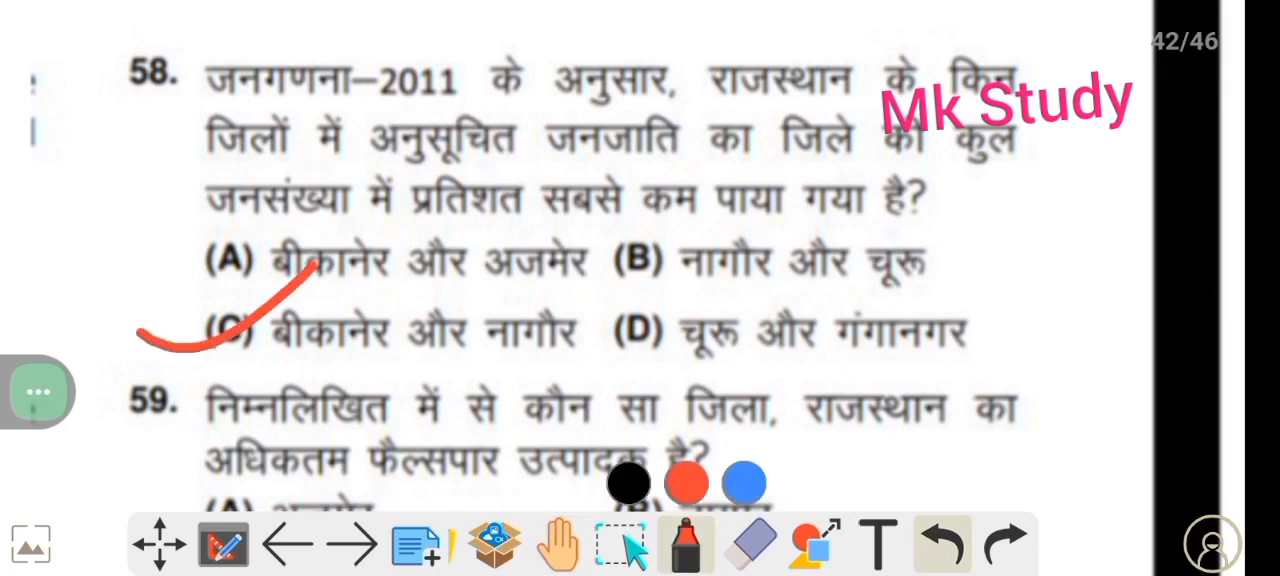 42/46
58. जनगणना–2011 के अनुसार, राजस्थान के किन
Mk Study
जिलों में अनुसूचित जनजाति का जिले की कुल
जनसंख्या में प्रतिशत सबसे कम पाया गया है?
(A) बीकानेर और अजमेर (B) नागौर और चूरू
(C) बीकानेर और नागौर (D) चूरू और गंगानगर
59. निम्नलिखित में से कौन सा जिला, राजस्थान का
अधिकतम फैल्सपार उत्पादक है?